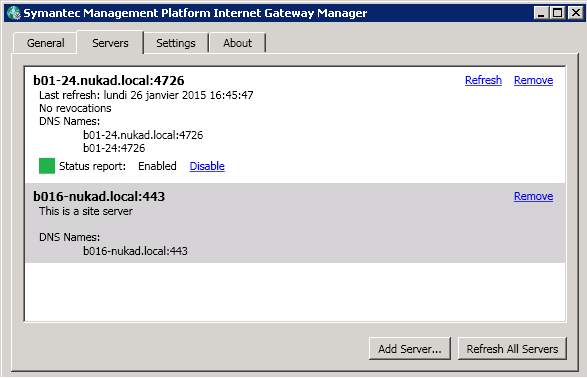 Symantec Management Platform Internet Gateway Manager
General Servers Settings About
b01-24.nukad.local:4726 Refresh Remove
Last refresh: lundi 26 janvier 2015 16:45:47
No revocations
DNS Names:
b01-24.nukad.local:4726
b01-24:4726
Status report: Enabled Disable
b016-nukad.local:443 Remove
This is a site server
DNS Names:
b016-nukad.local:443
Add Server... Refresh All Servers